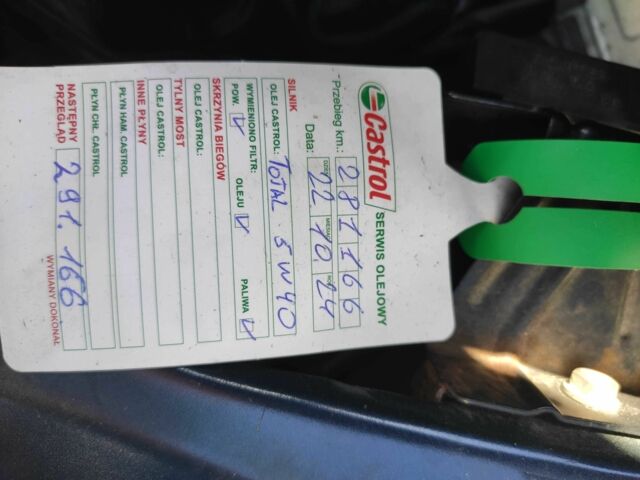 Castrol SERWIS OLEJOWY
Przebieg km.: 281166
Data: 22 10 24
SILNIK
OLEJ CASTROL: TOTAL 5W40
WYMIENIONO FILTR:
POW. V OLEJU V PALIWA V
SKRZYNIA BIEGÓW
OLEJ CASTROL:
TYLNY MOST
OLEJ CASTROL:
INNE PŁYNY
PŁYN HAM. CASTROL
PŁYN CHŁ. CASTROL
NASTĘPNY PRZEGLĄD 291.166
WYMIANY DOKONAŁ